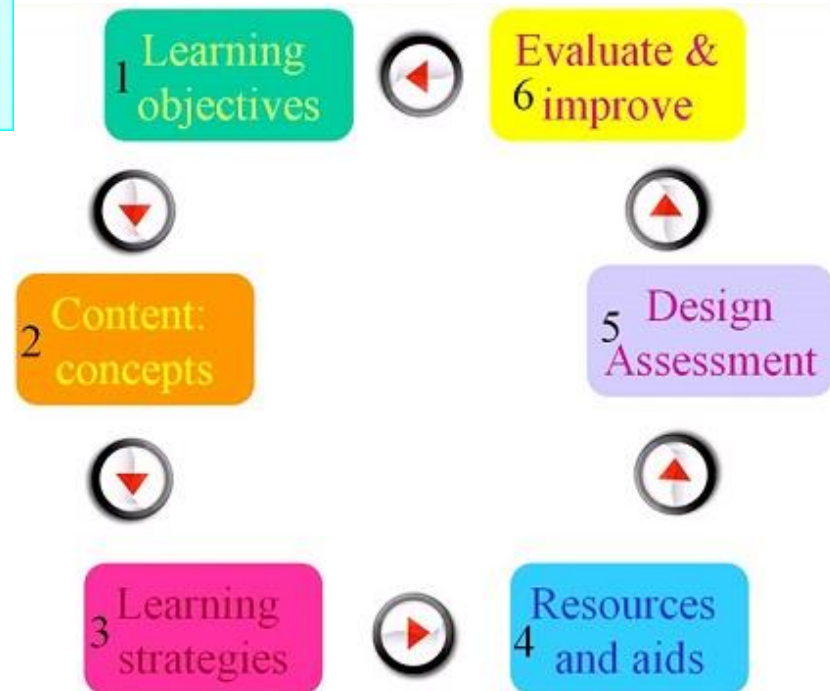 1 Learning
objectives
2 Content:
concepts
3 Learning
strategies
4 Resources
and aids
5 Design
Assessment
6 Evaluate &
improve